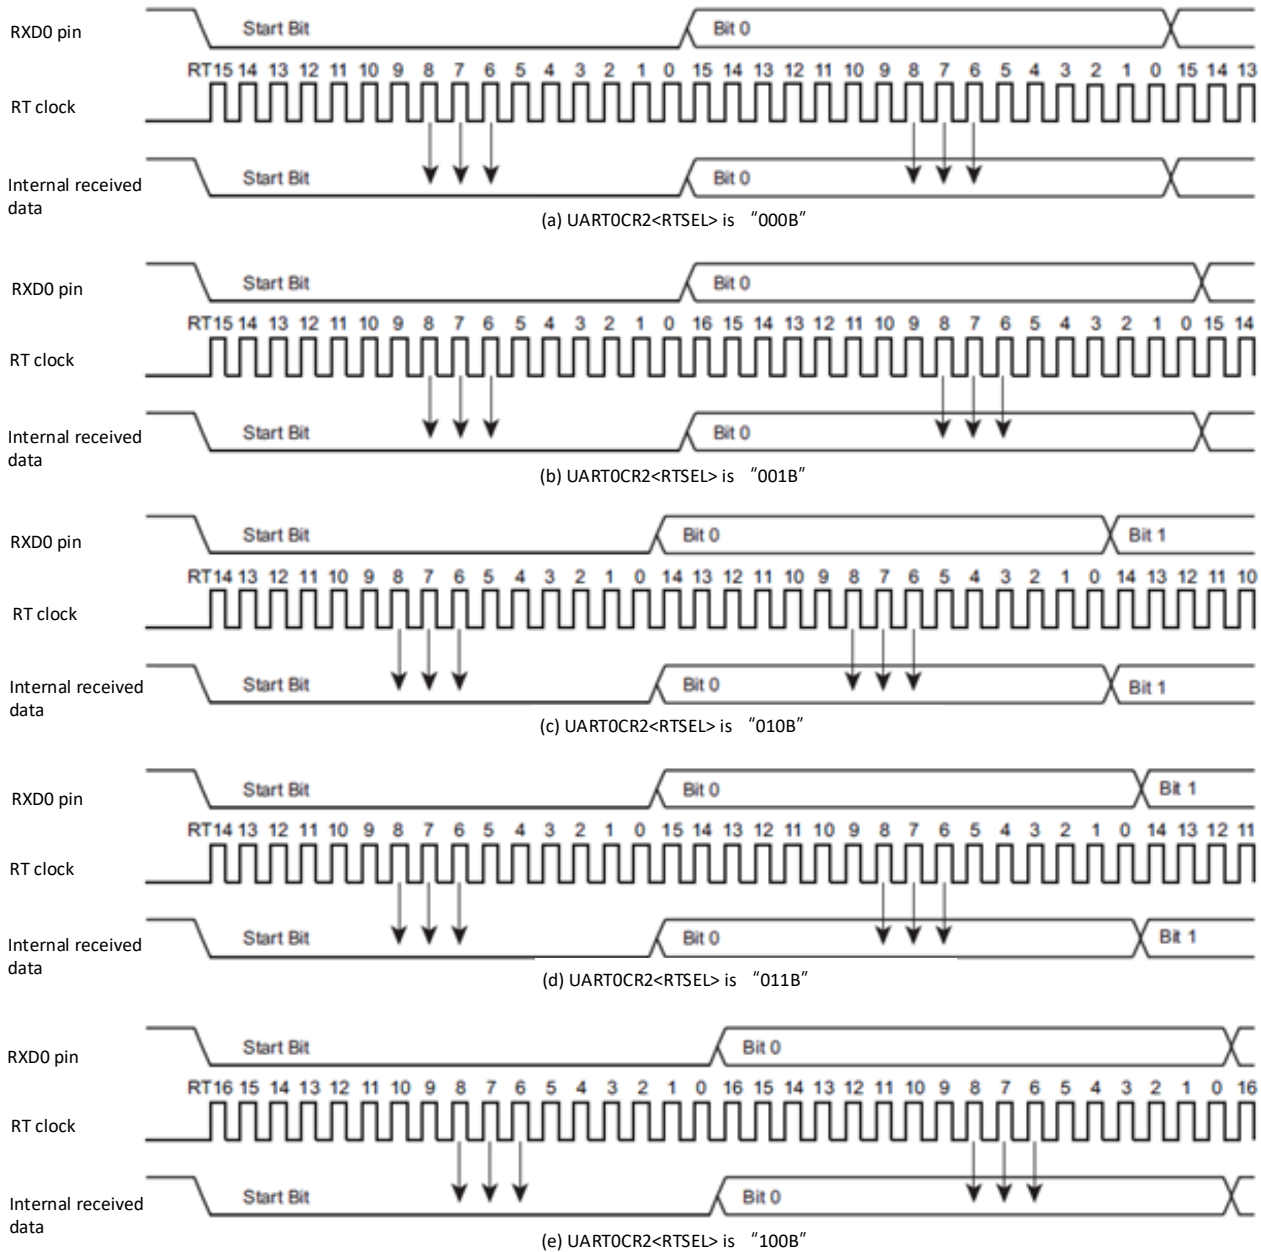 RXD0 pin Start Bit Bit 0
RT15 14 13 12 11 10 9 8 7 6 5 4 3 2 1 0 15 14 13 12 11 10 9 8 7 6 5 4 3 2 1 0 15 14 13
RT clock
Internal received data Start Bit Bit 0
(a) UART0CR2<RTSEL> is “000B”
RXD0 pin Start Bit Bit 0
RT15 14 13 12 11 10 9 8 7 6 5 4 3 2 1 0 16 15 14 13 12 11 10 9 8 7 6 5 4 3 2 1 0 15 14
RT clock
Internal received data Start Bit Bit 0
(b) UART0CR2<RTSEL> is “001B”
RXD0 pin Start Bit Bit 0 Bit 1
RT14 13 12 11 10 9 8 7 6 5 4 3 2 1 0 14 13 12 11 10 9 8 7 6 5 4 3 2 1 0 14 13 12 11 10
RT clock
Internal received data Start Bit Bit 0 Bit 1
(c) UART0CR2<RTSEL> is “010B”
RXD0 pin Start Bit Bit 0 Bit 1
RT14 13 12 11 10 9 8 7 6 5 4 3 2 1 0 15 14 13 12 11 10 9 8 7 6 5 4 3 2 1 0 14 13 12 11
RT clock
Internal received data Start Bit Bit 0 Bit 1
(d) UART0CR2<RTSEL> is “011B”
RXD0 pin Start Bit Bit 0
RT16 15 14 13 12 11 10 9 8 7 6 5 4 3 2 1 0 16 15 14 13 12 11 10 9 8 7 6 5 4 3 2 1 0 16
RT clock
Internal received data Start Bit Bit 0
(e) UART0CR2<RTSEL> is “100B”